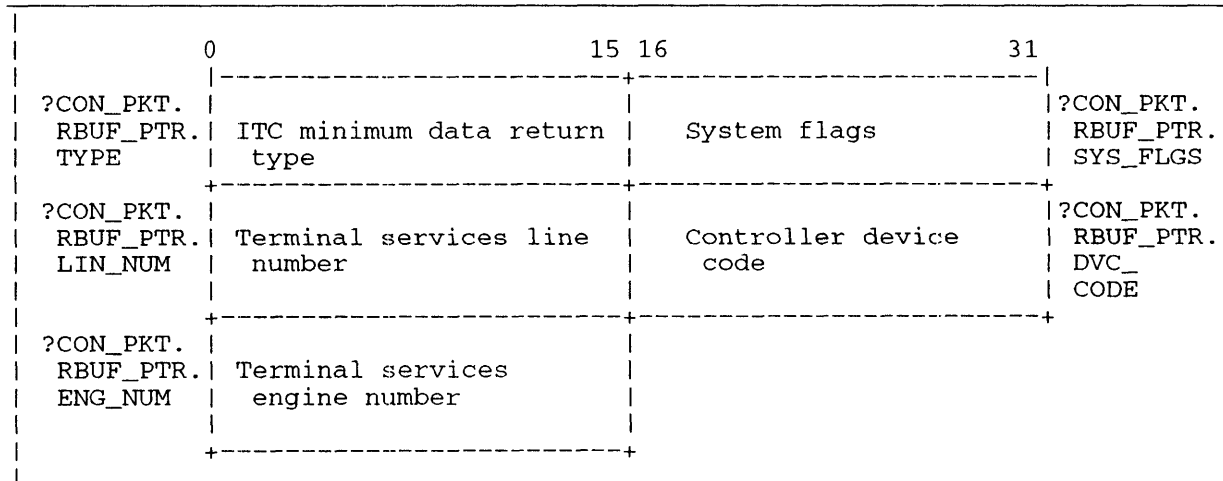 0 15 16 31
?CON_PKT. ?CON_PKT.
RBUF_PTR. ITC minimum data return System flags RBUF_PTR.
TYPE type SYS_FLGS
?CON_PKT. ?CON_PKT.
RBUF_PTR. Terminal services line Controller device RBUF_PTR.
LIN_NUM number code DVC_
CODE
?CON_PKT.
RBUF_PTR. Terminal services
ENG_NUM engine number